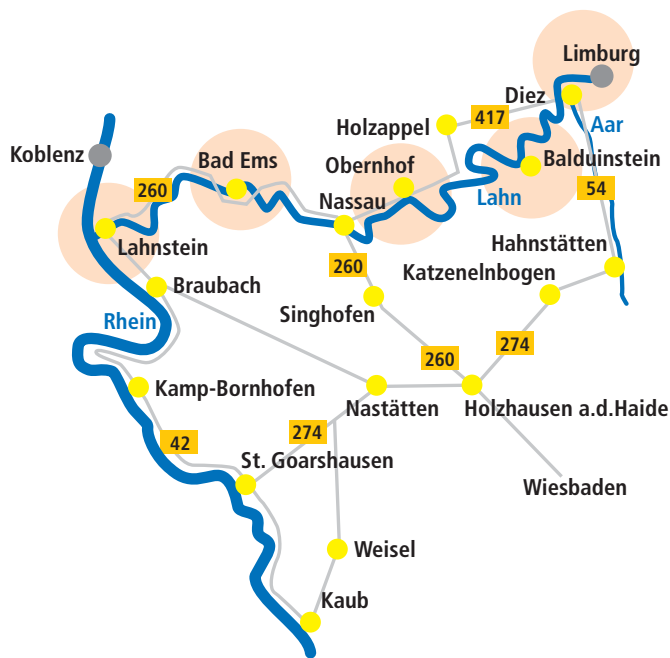 Limburg
Diez
417
Holzappel
Aar
Koblenz
Bad Ems
Obernhof
Balduinstein
260
54
Nassau
Lahn
Lahnstein
Hahnstätten
260
Katzenelnbogen
Braubach
Singhofen
Rhein
274
260
Kamp-Bornhofen
Nastätten
Holzhausen a.d.Haide
274
42
St. Goarshausen
Wiesbaden
Weisel
Kaub